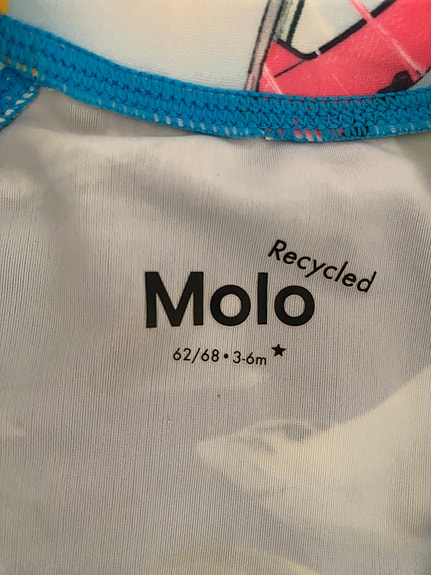 Recycled
Molo
62/68 • 3-6m ★